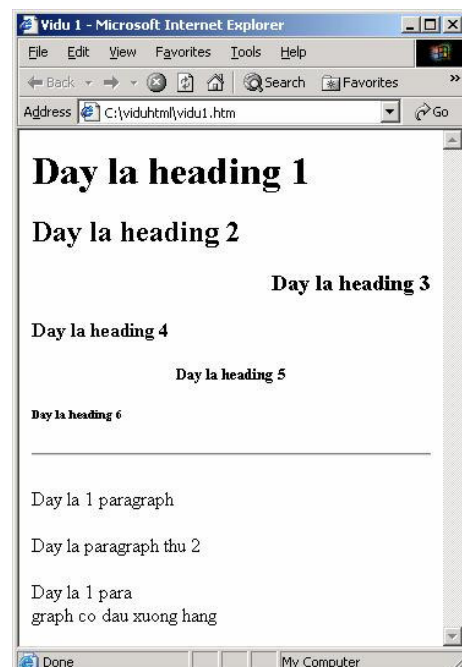 Vidu 1 - Microsoft Internet Explorer
File Edit View Favorites Tools Help
Back Search Favorites »
Address C:\viduhtml\vidu1.htm Go
Day la heading 1
Day la heading 2
Day la heading 3
Day la heading 4
Day la heading 5
Day la heading 6
Day la 1 paragraph
Day la paragraph thu 2
Day la 1 para
graph co dau xuong hang
Done My Computer